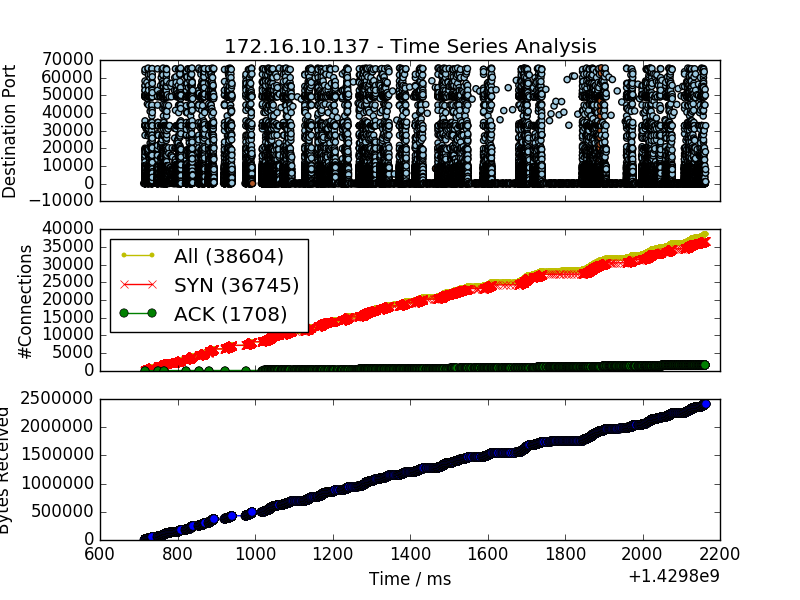 172.16.10.137 - Time Series Analysis
Destination Port
70000
60000
50000
40000
30000
20000
10000
0
−10000
#Connections
40000
35000
30000
25000
20000
15000
10000
5000
0
All (38604)
SYN (36745)
ACK (1708)
Bytes Received
2500000
2000000
1500000
1000000
500000
0
600 800 1000 1200 1400 1600 1800 2000 2200
Time / ms
+1.4298e9